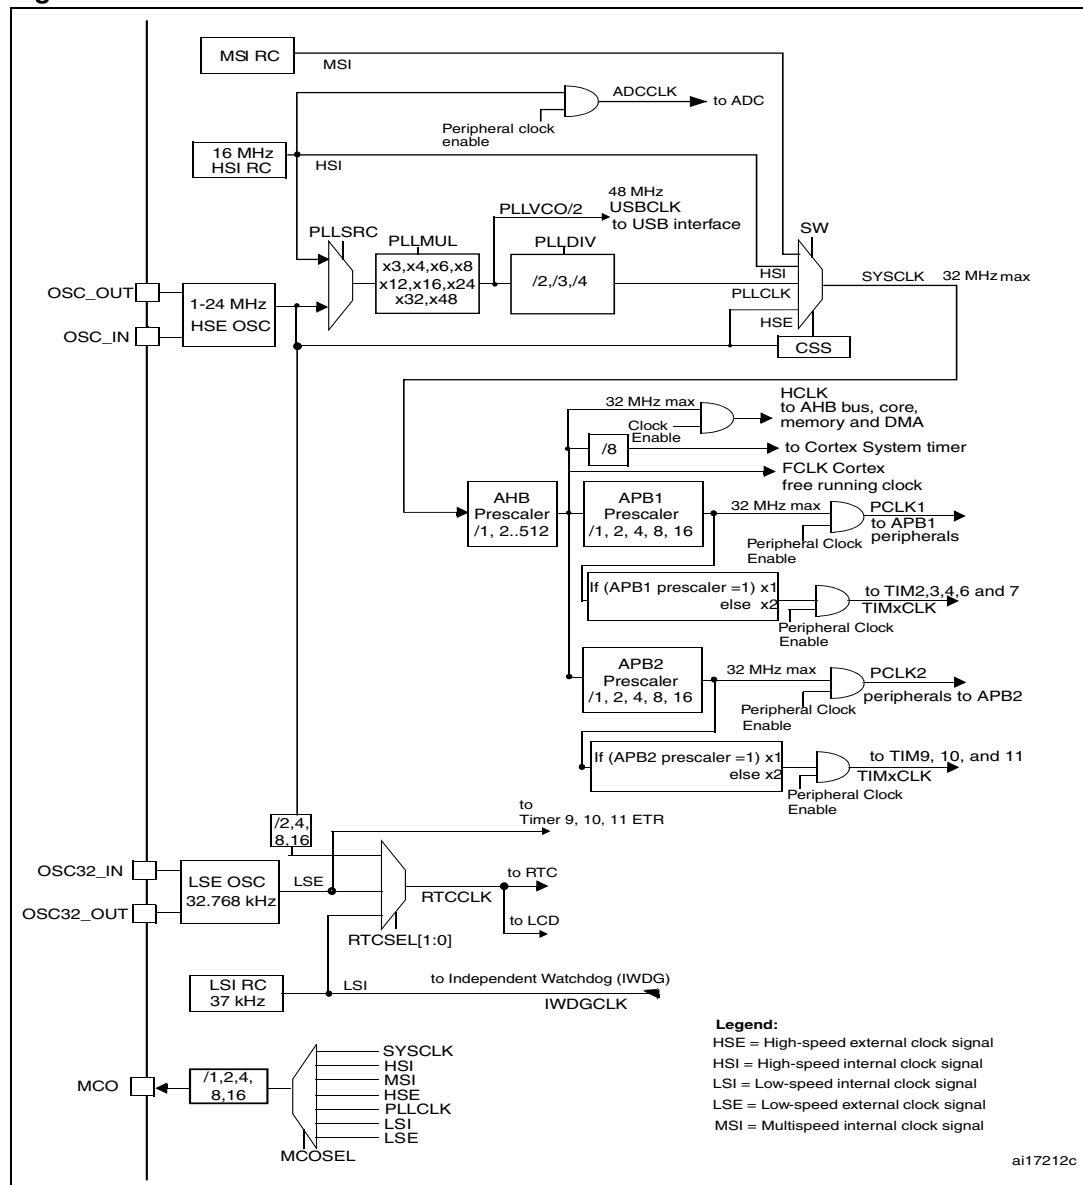 MSI RC
MSI
ADCCLK
to ADC
Peripheral clock
enable
16 MHz
HSI RC
HSI
48 MHz
PLLVCO/2
USBCLK
to USB interface
PLLSRC
PLLMUL
PLLDIV
SW
x3,x4,x6,x8
x12,x16,x24
x32,x48
/2,/3,/4
HSI
SYSCLK
32 MHz max
PLLCLK
HSE
CSS
OSC_OUT
OSC_IN
1-24 MHz
HSE OSC
32 MHz max
HCLK
to AHB bus, core,
memory and DMA
Clock
Enable
/8
to Cortex System timer
FCLK Cortex
free running clock
AHB
Prescaler
/1, 2..512
APB1
Prescaler
/1, 2, 4, 8, 16
32 MHz max
PCLK1
to APB1
peripherals
Peripheral Clock
Enable
If (APB1 prescaler =1) x1
else x2
to TIM2,3,4,6 and 7
TIMxCLK
Peripheral Clock
Enable
APB2
Prescaler
/1, 2, 4, 8, 16
32 MHz max
PCLK2
peripherals to APB2
Peripheral Clock
Enable
If (APB2 prescaler =1) x1
else x2
to TIM9, 10, and 11
TIMxCLK
Peripheral Clock
Enable
/2,4,
8,16
to
Timer 9, 10, 11 ETR
OSC32_IN
OSC32_OUT
LSE OSC
32.768 kHz
LSE
RTCCLK
to RTC
to LCD
RTCSEL[1:0]
LSI RC
37 kHz
LSI
to Independent Watchdog (IWDG)
IWDGCLK
MCO
/1,2,4,
8,16
SYSCLK
HSI
MSI
HSE
PLLCLK
LSI
LSE
MCOSEL
Legend:
HSE = High-speed external clock signal
HSI = High-speed internal clock signal
LSI = Low-speed internal clock signal
LSE = Low-speed external clock signal
MSI = Multispeed internal clock signal
ai17212c